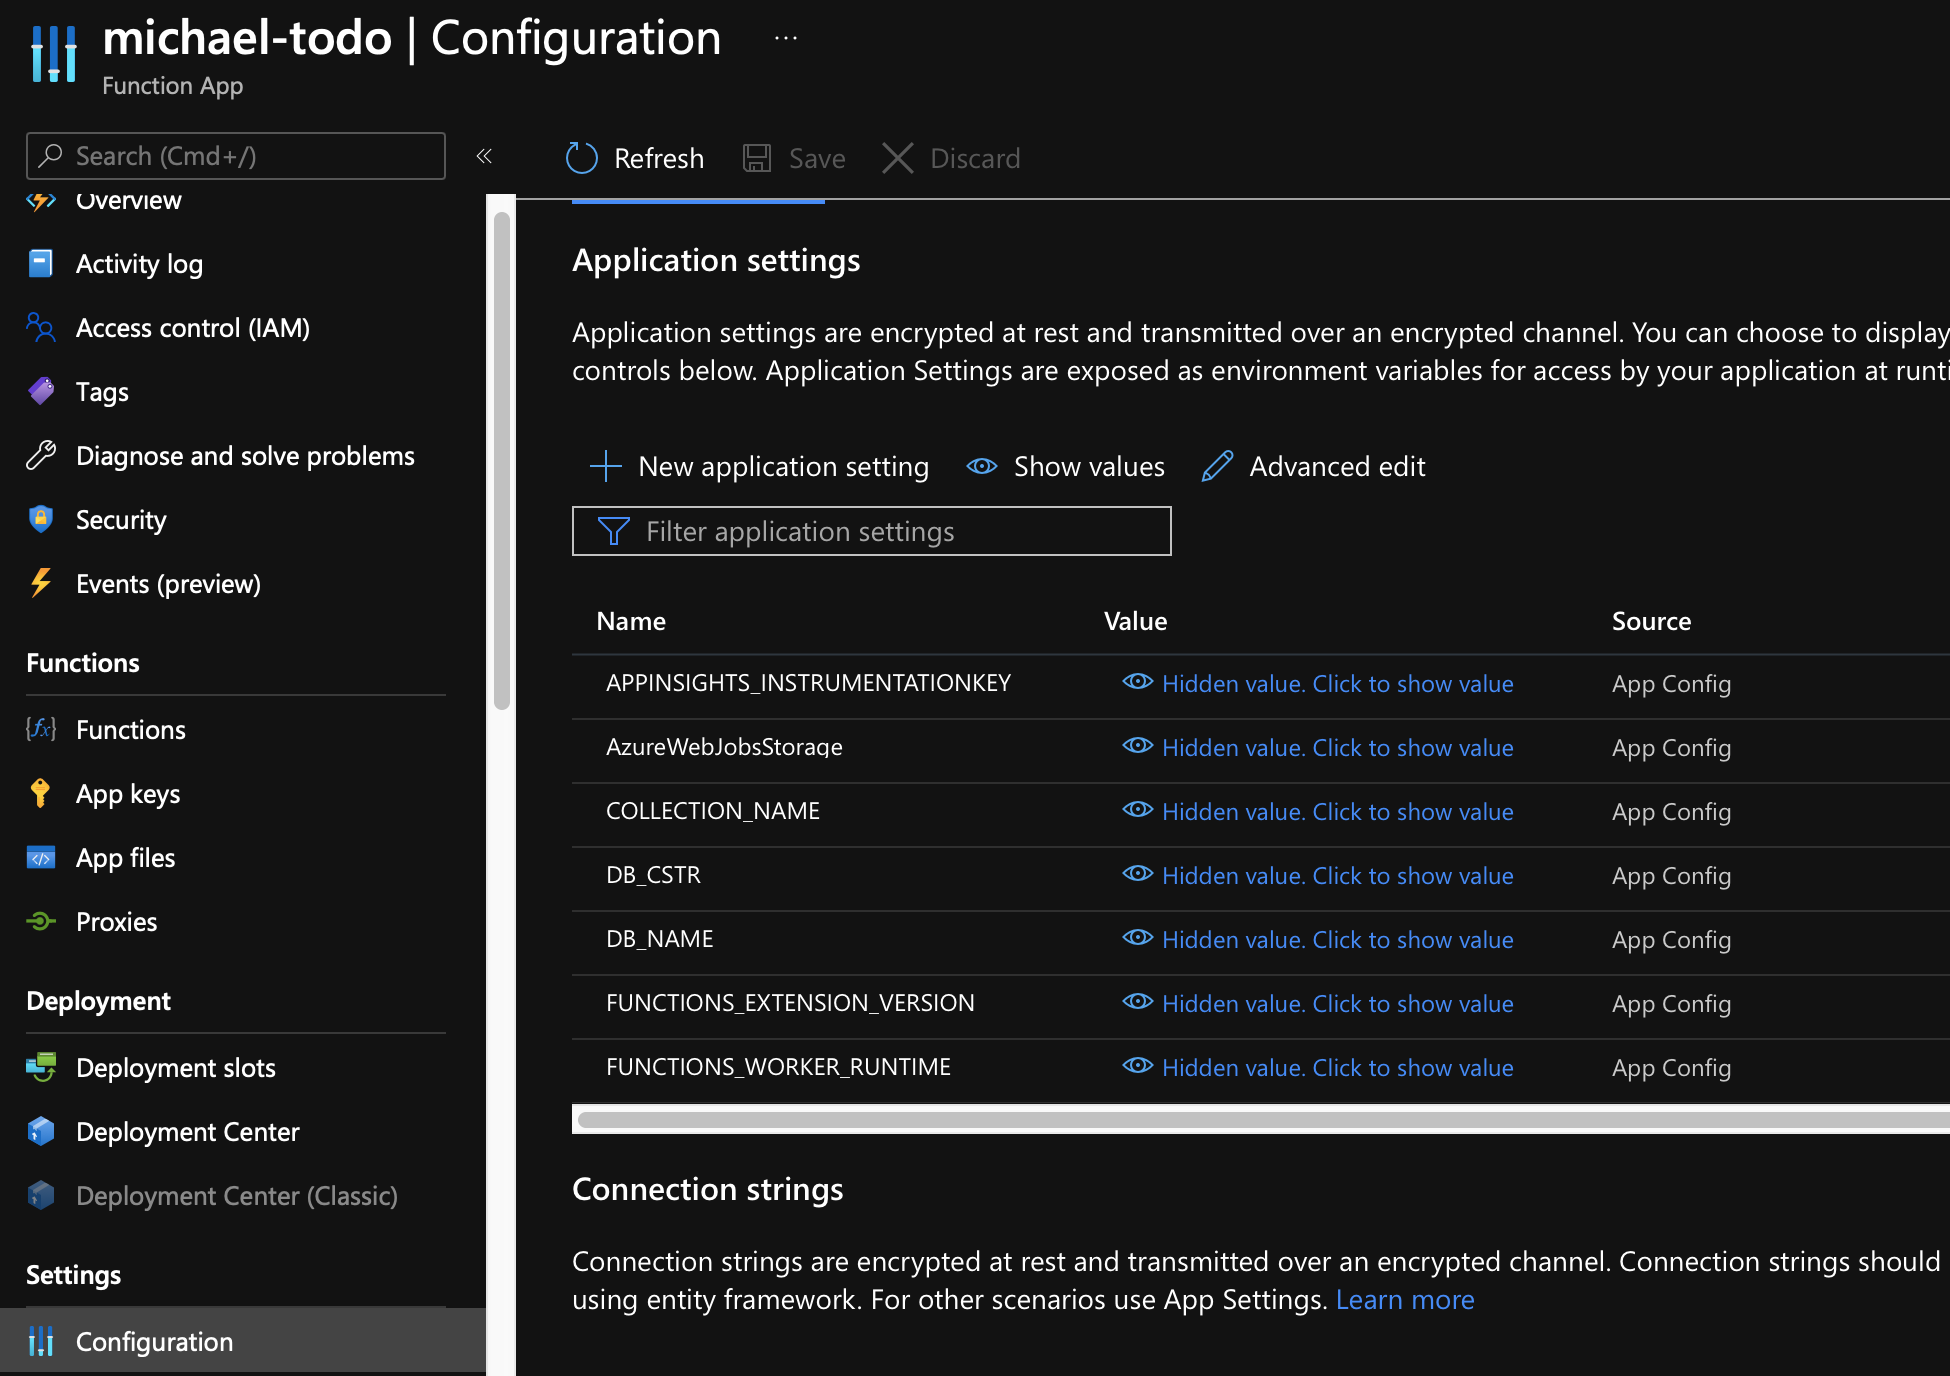 michael-todo | Configuration ...
Function App
Search (Cmd+/)
«
Refresh
Save
Discard
Overview
Activity log
Access control (IAM)
Tags
Diagnose and solve problems
Security
Events (preview)
Functions
Functions
App keys
App files
Proxies
Deployment
Deployment slots
Deployment Center
Deployment Center (Classic)
Settings
Configuration
Application settings
Application settings are encrypted at rest and transmitted over an encrypted channel. You can choose to display
controls below. Application Settings are exposed as environment variables for access by your application at runti
New application setting
Show values
Advanced edit
Filter application settings
Name Value Source
APPINSIGHTS_INSTRUMENTATIONKEY Hidden value. Click to show value App Config
AzureWebJobsStorage Hidden value. Click to show value App Config
COLLECTION_NAME Hidden value. Click to show value App Config
DB_CSTR Hidden value. Click to show value App Config
DB_NAME Hidden value. Click to show value App Config
FUNCTIONS_EXTENSION_VERSION Hidden value. Click to show value App Config
FUNCTIONS_WORKER_RUNTIME Hidden value. Click to show value App Config
Connection strings
Connection strings are encrypted at rest and transmitted over an encrypted channel. Connection strings should
using entity framework. For other scenarios use App Settings. Learn more